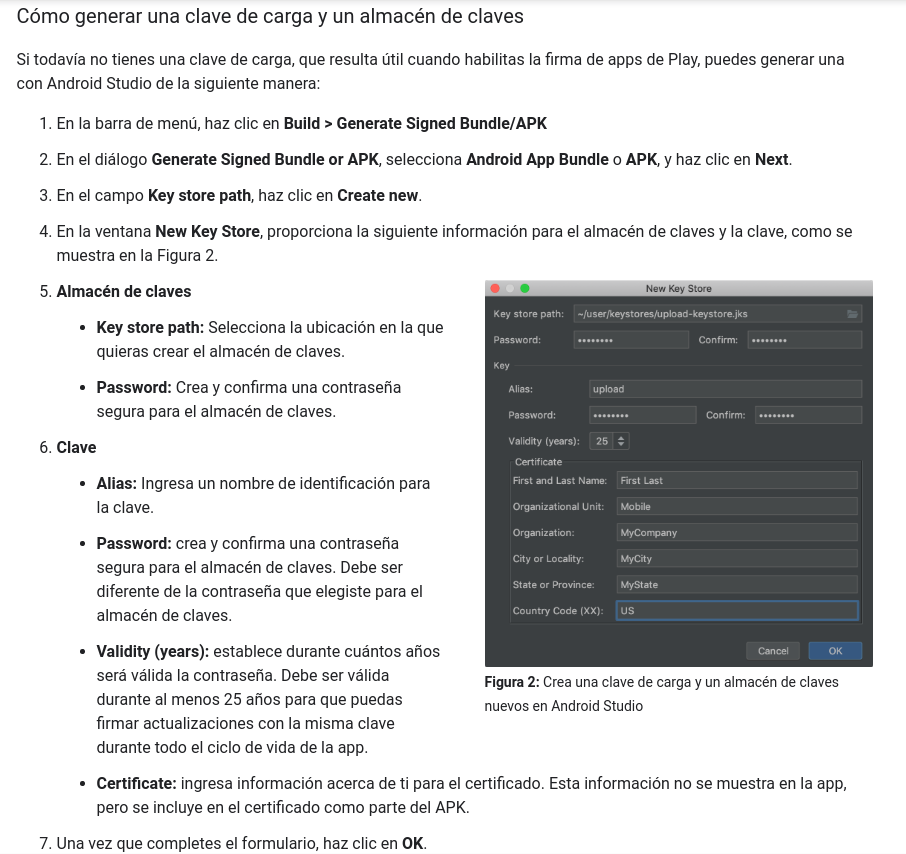 Cómo generar una clave de carga y un almacén de claves
Si todavía no tienes una clave de carga, que resulta útil cuando habilitas la firma de apps de Play, puedes generar una
con Android Studio de la siguiente manera:
1. En la barra de menú, haz clic en Build > Generate Signed Bundle/APK
2. En el diálogo Generate Signed Bundle or APK, selecciona Android App Bundle o APK, y haz clic en Next.
3. En el campo Key store path, haz clic en Create new.
4. En la ventana New Key Store, proporciona la siguiente información para el almacén de claves y la clave, como se
muestra en la Figura 2.
5. Almacén de claves
• Key store path: Selecciona la ubicación en la que
quieras crear el almacén de claves.
• Password: Crea y confirma una contraseña
segura para el almacén de claves.
6. Clave
• Alias: Ingresa un nombre de identificación para
la clave.
• Password: crea y confirma una contraseña
segura para el almacén de claves. Debe ser
diferente de la contraseña que elegiste para el
almacén de claves.
• Validity (years): establece durante cuántos años
será válida la contraseña. Debe ser válida
durante al menos 25 años para que puedas
firmar actualizaciones con la misma clave
durante todo el ciclo de vida de la app.
New Key Store
Key store path: ~/user/keystores/upload-keystore.jks
Password: •••••••• Confirm: ••••••••
Key
Alias: upload
Password: •••••••• Confirm: ••••••••
Validity (years): 25
Certificate
First and Last Name: First Last
Organizational Unit: Mobile
Organization: MyCompany
City or Locality: MyCity
State or Province: MyState
Country Code (XX): US
Cancel OK
Figura 2: Crea una clave de carga y un almacén de claves
nuevos en Android Studio
• Certificate: ingresa información acerca de ti para el certificado. Esta información no se muestra en la app,
pero se incluye en el certificado como parte del APK.
7. Una vez que completes el formulario, haz clic en OK.